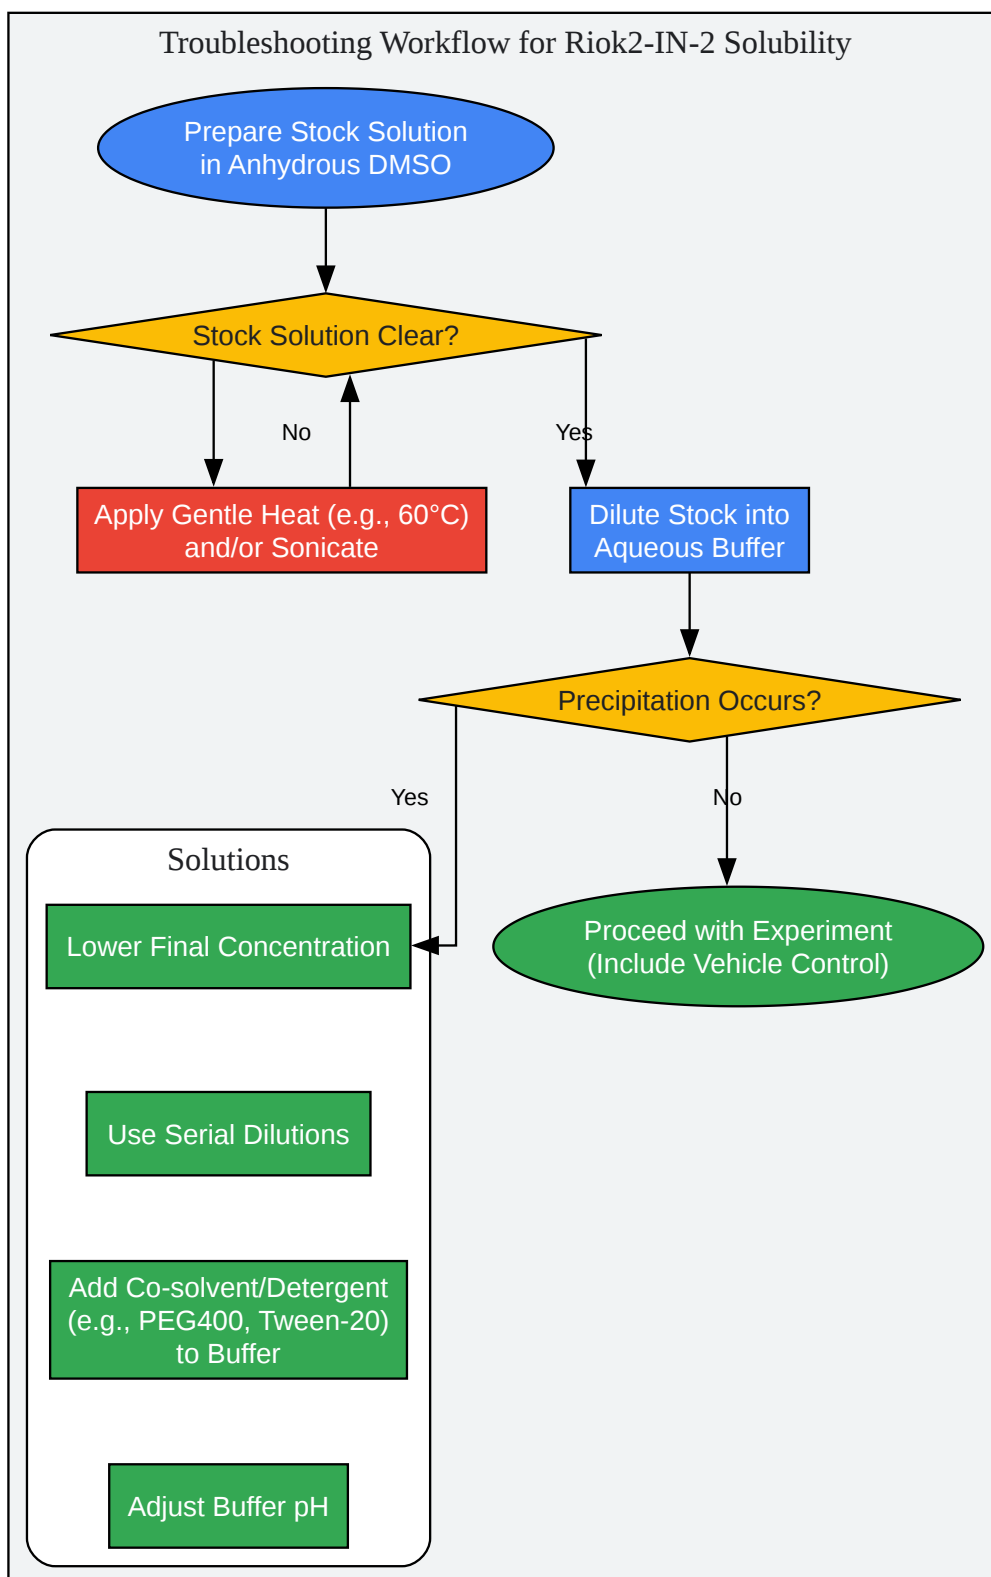 Troubleshooting Workflow for Riok2-IN-2 Solubility
Prepare Stock Solution
in Anhydrous DMSO
Stock Solution Clear?
No
Yes
Apply Gentle Heat (e.g., 60°C)
and/or Sonicate
Dilute Stock into
Aqueous Buffer
Precipitation Occurs?
Yes
No
Solutions
Lower Final Concentration
Proceed with Experiment
(Include Vehicle Control)
Use Serial Dilutions
Add Co-solvent/Detergent
(e.g., PEG400, Tween-20)
to Buffer
Adjust Buffer pH